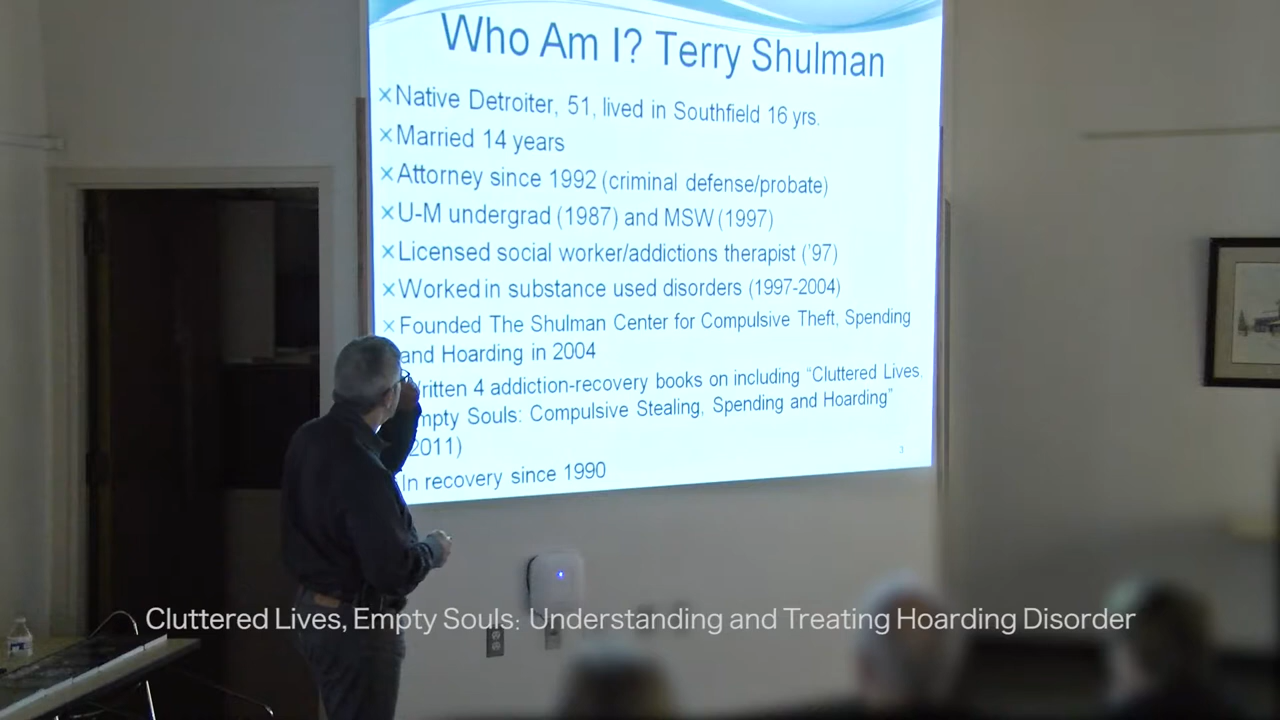 Who Am I? Terry Shulman
×Native Detroiter, 51, lived in Southfield 16 yrs.
×Married 14 years
×Attorney since 1992 (criminal defense/probate)
×U-M undergrad (1987) and MSW (1997)
×Licensed social worker/addictions therapist ('97)
×Worked in substance used disorders (1997-2004)
×Founded The Shulman Center for Compulsive Theft, Spending
and Hoarding in 2004
ritten 4 addiction-recovery books on including “Cluttered Lives,
mpty Souls: Compulsive Stealing, Spending and Hoarding”
2011)
In recovery since 1990
3
Cluttered Lives, Empty Souls: Understanding and Treating Hoarding Disorder